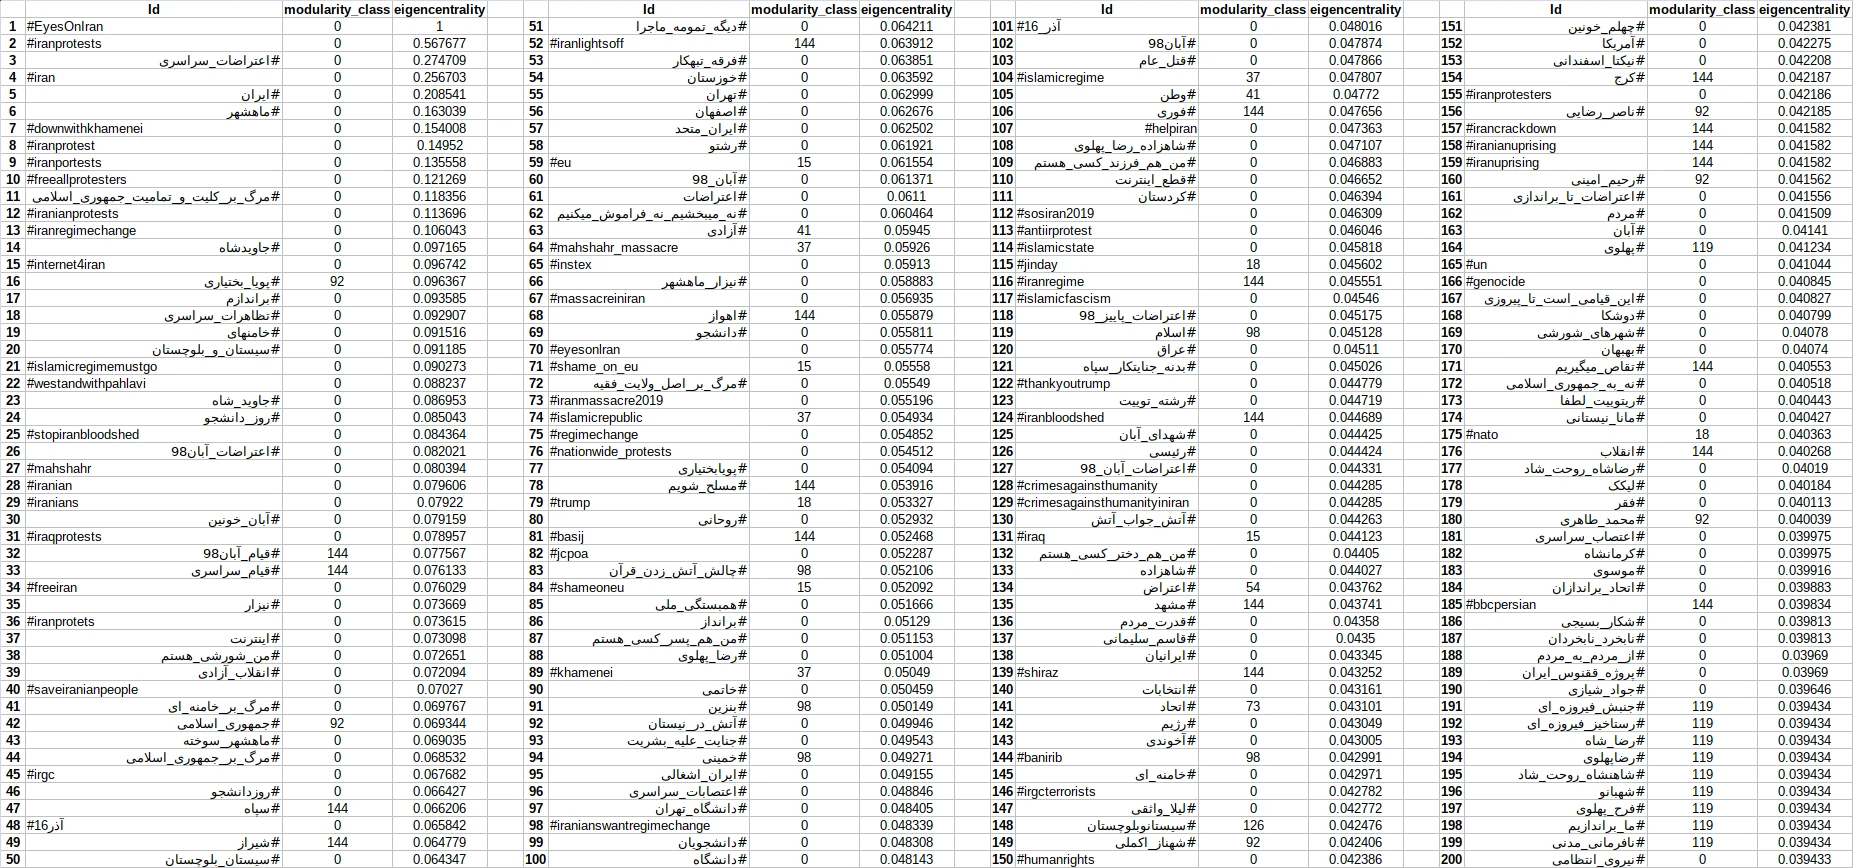 Id modularity_class eigencentrality
1 #EyesOnIran 0 1
2 #iranprotests 0 0.567677
3 #اعتراضات_سراسری 0 0.274709
4 #iran 0 0.256703
5 #ایران 0 0.208541
6 #ماهشهر 0 0.163039
7 #downwithkhamenei 0 0.154008
8 #iranprotest 0 0.14952
9 #iranportests 0 0.135558
10 #freeallprotesters 0 0.121269
11 #مرگ_بر_کلیت_و_تمامیت_جمهوری_اسلامی 0 0.118356
12 #iranianprotests 0 0.113696
13 #iranregimechange 0 0.106043
14 #جاویدشاه 0 0.097165
15 #internet4iran 0 0.096742
16 #پویا_بختیاری 92 0.096367
17 #براندازم 0 0.093585
18 #تظاهرات_سراسری 0 0.092907
19 #خامنهای 0 0.091516
20 #سیستان_و_بلوچستان 0 0.091185
21 #islamicregimemustgo 0 0.090273
22 #westandwithpahlavi 0 0.088237
23 #جاوید_شاه 0 0.086953
24 #روز_دانشجو 0 0.085043
25 #stopiranbloodshed 0 0.084364
26 #اعتراضات_آبان98 0 0.082021
27 #mahshahr 0 0.080394
28 #iranian 0 0.079606
29 #iranians 0 0.07922
30 #آبان_خونین 0 0.079159
31 #iraqprotests 0 0.078957
32 #قیام_آبان98 144 0.077567
33 #قیام_سراسری 144 0.076133
34 #freeiran 0 0.076029
35 #نیزار 0 0.073669
36 #iranprotets 0 0.073615
37 #اینترنت 0 0.073098
38 #من_شورشی_هستم 0 0.072651
39 #انقلاب_آزادی 0 0.072094
40 #saveiranianpeople 0 0.07027
41 #مرگ_بر_خامنه_ای 0 0.069767
42 #جمهوری_اسلامی 92 0.069344
43 #ماهشهر_سوخته 0 0.069035
44 #مرگ_بر_جمهوری_اسلامی 0 0.068532
45 #irgc 0 0.067682
46 #روزدانشجو 0 0.066427
47 #سپاه 144 0.066206
48 #16آذر 0 0.065842
49 #شیراز 144 0.064779
50 #سیستان_بلوچستان 0 0.064347
Id modularity_class eigencentrality
51 #دیگه_تمومه_ماجرا 0 0.064211
52 #iranlightsoff 144 0.063912
53 #فرقه_تبهکار 0 0.063851
54 #خوزستان 0 0.063592
55 #تهران 0 0.062999
56 #اصفهان 0 0.062676
57 #ایران_متحد 0 0.062502
58 #رشتو 0 0.061921
59 #eu 15 0.061554
60 #آبان_98 0 0.061371
61 #اعتراضات 0 0.0611
62 #نه_میبخشیم_نه_فراموش_میکنیم 0 0.060464
63 #آزادی 41 0.05945
64 #mahshahr_massacre 37 0.05926
65 #instex 0 0.05913
66 #نیزار_ماهشهر 0 0.058883
67 #massacreiniran 0 0.056935
68 #اهواز 144 0.055879
69 #دانشجو 0 0.055811
70 #eyesonlran 0 0.055774
71 #shame_on_eu 15 0.05558
72 #مرگ_بر_اصل_ولایت_فقیه 0 0.05549
73 #iranmassacre2019 0 0.055196
74 #islamicrepublic 37 0.054934
75 #regimechange 0 0.054852
76 #nationwide_protests 0 0.054512
77 #پویابختیاری 0 0.054094
78 #مسلح_شویم 144 0.053916
79 #trump 18 0.053327
80 #روحانی 0 0.052932
81 #basij 144 0.052468
82 #jcpoa 0 0.052287
83 #چالش_آتش_زدن_قرآن 98 0.052106
84 #shameoneu 15 0.052092
85 #همبستگی_ملی 0 0.051666
86 #برانداز 0 0.05129
87 #من_هم_پسر_کسی_هستم 0 0.051153
88 #رضا_پهلوی 0 0.051004
89 #khamenei 37 0.05049
90 #خاتمی 0 0.050459
91 #بنزین 98 0.050149
92 #آتش_در_نیستان 0 0.049946
93 #جنایت_علیه_بشریت 0 0.049543
94 #خمینی 98 0.049271
95 #ایران_اشغالی 0 0.049155
96 #اعتصابات_سراسری 0 0.048846
97 #دانشگاه_تهران 0 0.048405
98 #iranianswantregimechange 0 0.048339
99 #دانشجویان 0 0.048308
100 #دانشگاه 0 0.048143
Id modularity_class eigencentrality
101 #16_آذر 0 0.048016
102 #آبان98 0 0.047874
103 #قتل_عام 0 0.047866
104 #islamicregime 37 0.047807
105 #وطن 41 0.04772
106 #فوری 144 0.047656
107 #helpiran 0 0.047363
108 #شاهزاده_رضا_پهلوی 0 0.047107
109 #من_هم_فرزند_کسی_هستم 0 0.046883
110 #قطع_اینترنت 0 0.046652
111 #کردستان 0 0.046394
112 #sosiran2019 0 0.046309
113 #antiirprotest 0 0.046046
114 #islamicstate 0 0.045818
115 #jinday 18 0.045602
116 #iranregime 144 0.045551
117 #islamicfascism 0 0.04546
118 #اعتراضات_پاییز_98 0 0.045175
119 #اسلام 98 0.045128
120 #عراق 0 0.04511
121 #بدنه_جنایتکار_سپاه 0 0.045026
122 #thankyoutrump 0 0.044779
123 #رشته_توییت 0 0.044719
124 #iranbloodshed 144 0.044689
125 #شهدای_آبان 0 0.044425
126 #رئیسی 0 0.044424
127 #اعتراضات_آبان_98 0 0.044331
128 #crimesagainsthumanity 0 0.044285
129 #crimesagainsthumanityiniran 0 0.044285
130 #آتش_جواب_آتش 0 0.044263
131 #iraq 15 0.044123
132 #من_هم_دختر_کسی_هستم 0 0.04405
133 #شاهزاده 0 0.044027
134 #اعتراض 54 0.043762
135 #مشهد 144 0.043741
136 #قدرت_مردم 0 0.04358
137 #قاسم_سلیمانی 0 0.0435
138 #ایرانیان 0 0.043345
139 #shiraz 144 0.043252
140 #انتخابات 0 0.043161
141 #اتحاد 73 0.043101
142 #رژیم 0 0.043049
143 #آخوندی 0 0.043005
144 #banirib 98 0.042991
145 #خامنه_ای 0 0.042971
146 #irgcterrorists 0 0.042782
147 #لیلا_واثقی 0 0.042772
148 #سیستانوبلوچستان 126 0.042476
149 #شهناز_اکملی 92 0.042406
150 #humanrights 0 0.042386
Id modularity_class eigencentrality
151 #چهلم_خونین 0 0.042381
152 #آمریکا 0 0.042275
153 #نیکتا_اسفندانی 0 0.042208
154 #کرج 144 0.042187
155 #iranprotesters 0 0.042186
156 #ناصر_رضایی 92 0.042185
157 #irancrackdown 144 0.041582
158 #iranianuprising 144 0.041582
159 #iranuprising 144 0.041582
160 #رحیم_امینی 92 0.041562
161 #اعتراضات_تا_براندازی 0 0.041556
162 #مردم 0 0.041509
163 #آبان 0 0.04141
164 #پهلوی 119 0.041234
165 #un 0 0.041044
166 #genocide 0 0.040845
167 #این_قیامی_است_تا_پیروزی 0 0.040827
168 #دوشکا 0 0.040799
169 #شهرهای_شورشی 0 0.04078
170 #بهبهان 0 0.04074
171 #تقاص_میگیریم 144 0.040553
172 #نه_به_جمهوری_اسلامی 0 0.040518
173 #ریتوییت_لطفا 0 0.040443
174 #مانا_نیستانی 0 0.040427
175 #nato 18 0.040363
176 #انقلاب 144 0.040268
177 #رضاشاه_روحت_شاد 0 0.04019
178 #لیکک 0 0.040184
179 #فقر 0 0.040113
180 #محمد_طاهری 92 0.040039
181 #اعتصاب_سراسری 0 0.039975
182 #کرمانشاه 0 0.039975
183 #موسوی 0 0.039916
184 #اتحاد_براندازان 0 0.039883
185 #bbcpersian 144 0.039834
186 #شکار_بسیجی 0 0.039813
187 #نابخرد_نابخردان 0 0.039813
188 #از_مردم_به_مردم 0 0.03969
189 #پروژه_ققنوس_ایران 0 0.03969
190 #جواد_شیازی 0 0.039646
191 #جنبش_فیروزه_ای 119 0.039434
192 #رستاخیز_فیروزه_ای 119 0.039434
193 #رضا_شاه 119 0.039434
194 #رضاپهلوی 119 0.039434
195 #شاهنشاه_روحت_شاد 119 0.039434
196 #شهبانو 119 0.039434
197 #فرح_پهلوی 119 0.039434
198 #ما_براندازیم 119 0.039434
199 #نافرمانی_مدنی 0 0.039434
200 #نیروی_انتظامی 0 0.039433